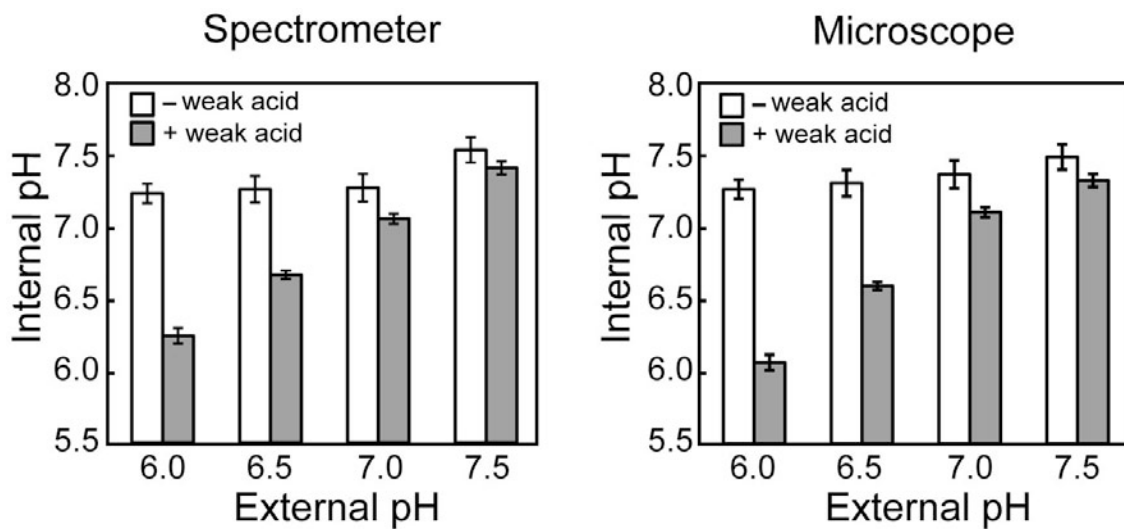 Spectrometer
Internal pH
8.0
7.5
7.0
6.5
6.0
5.5
– weak acid
+ weak acid
6.0 6.5 7.0 7.5
External pH
Microscope
Internal pH
8.0
7.5
7.0
6.5
6.0
5.5
– weak acid
+ weak acid
6.0 6.5 7.0 7.5
External pH